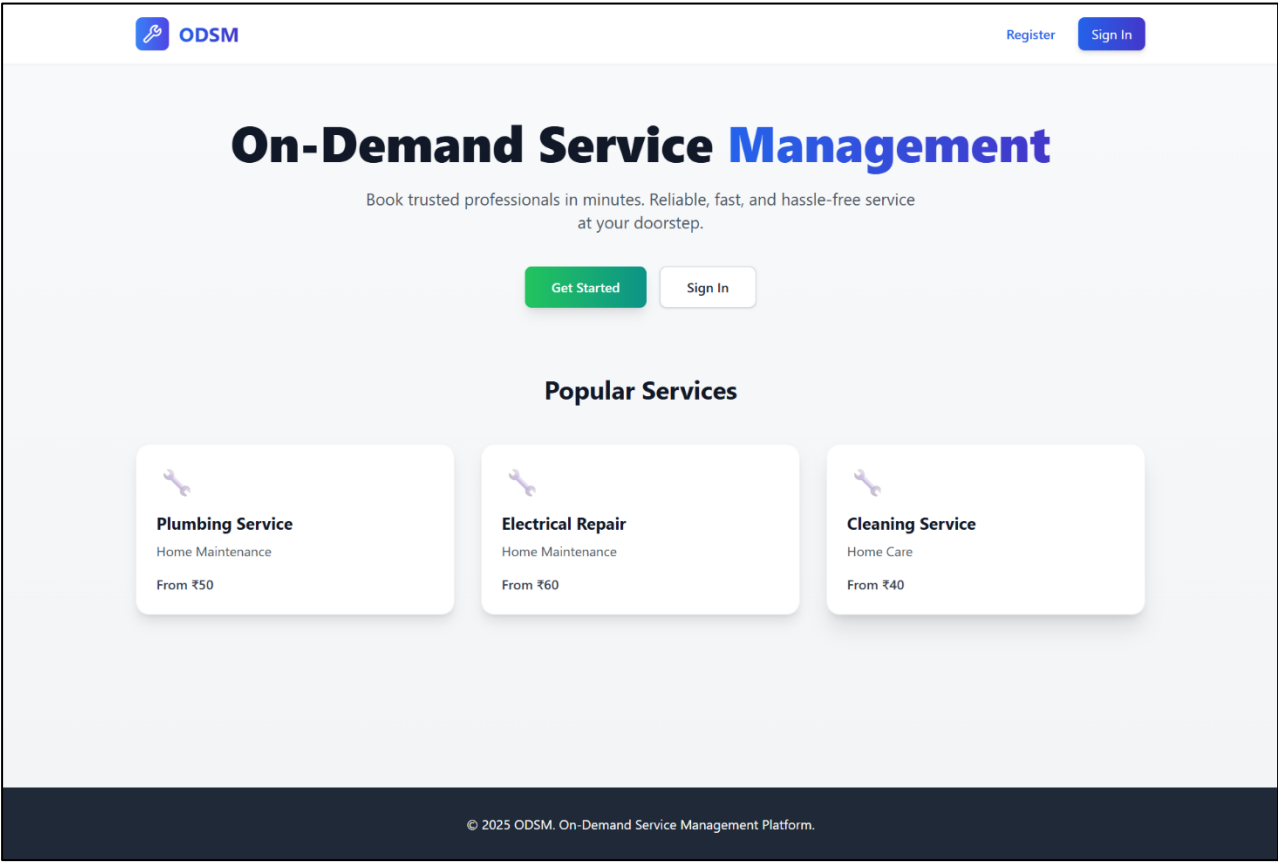 ODSM
Register
Sign In
On-Demand Service Management
Book trusted professionals in minutes. Reliable, fast, and hassle-free service
at your doorstep.
Get Started
Sign In
Popular Services
Plumbing Service
Home Maintenance
From ₹50
Electrical Repair
Home Maintenance
From ₹60
Cleaning Service
Home Care
From ₹40
© 2025 ODSM. On-Demand Service Management Platform.